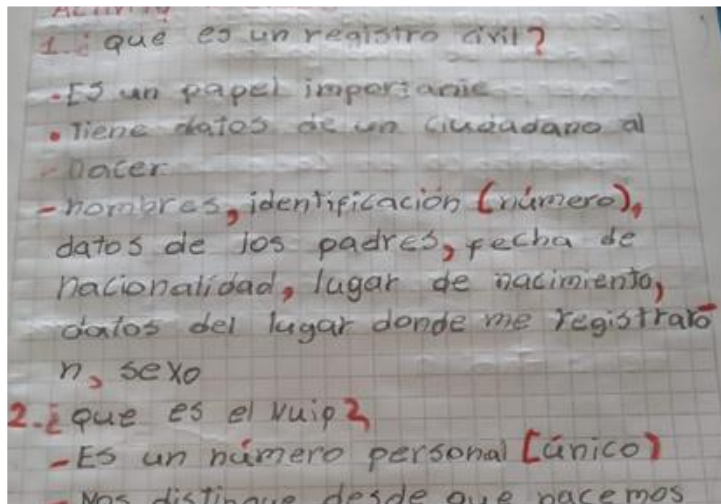 Activity
1.¿ que es un registro civil?
.Es un papel importante
• Tiene datos de un ciudadano al
- nacer
- nombres, identificación (número),
datos de los padres, fecha de
nacionalidad, lugar de nacimiento,
datos del lugar donde me registraro
n, sexo
2.¿que es el nuip?
- Es un número personal (único)
- Nos distingue desde que nacemos